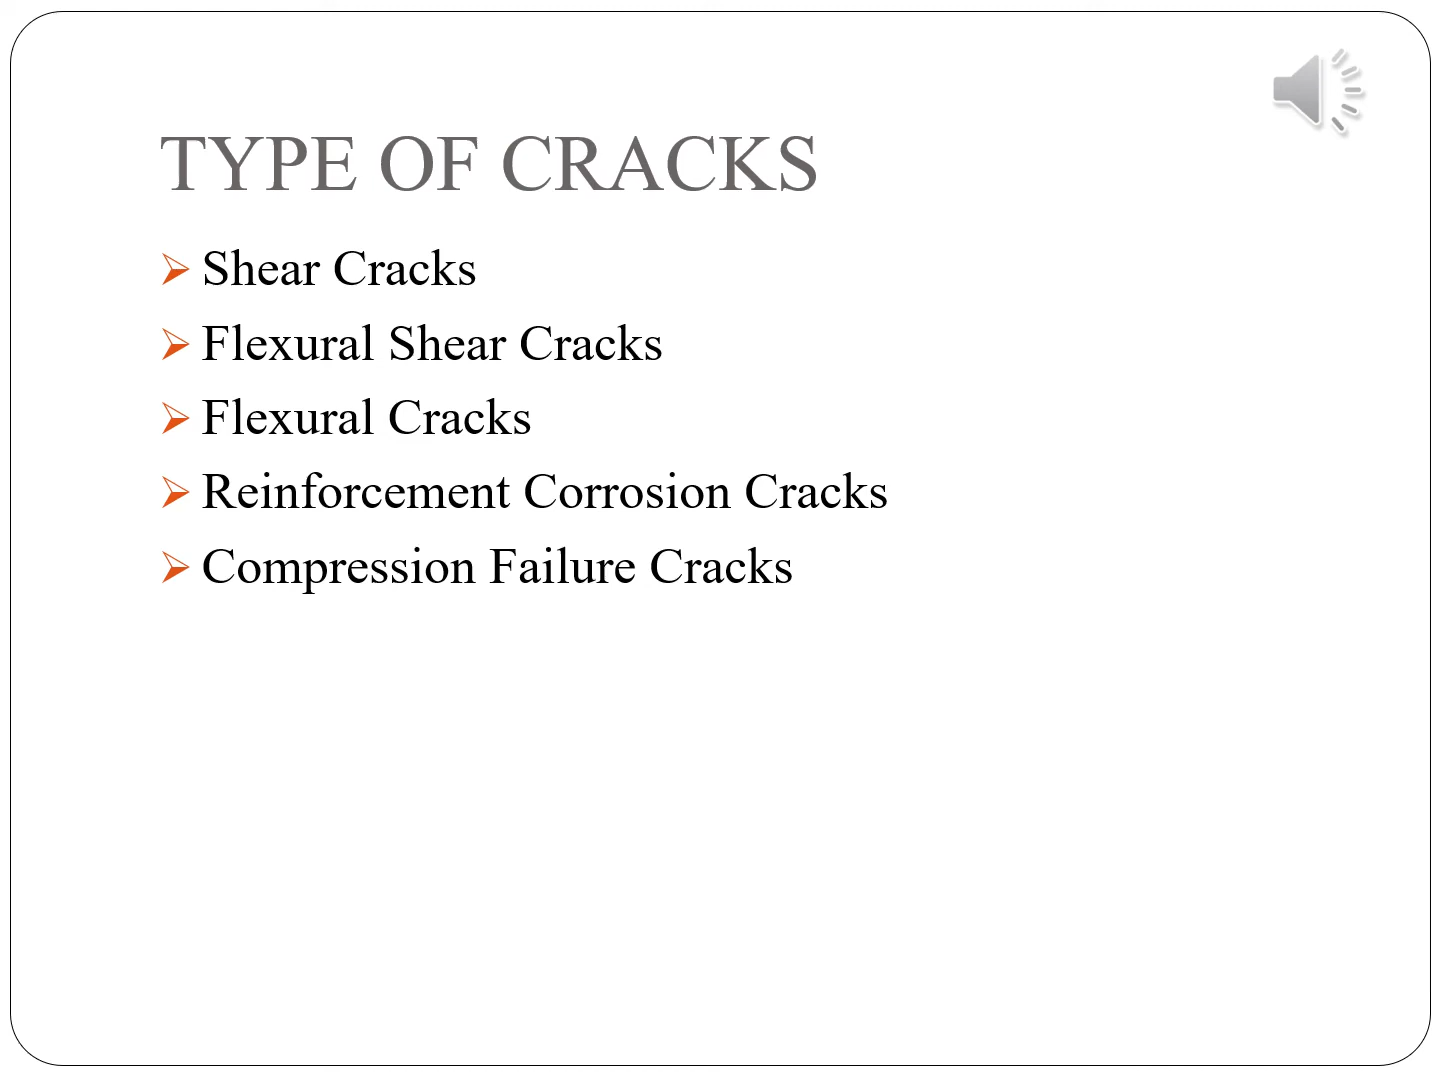 TYPE OF CRACKS
Shear Cracks
Flexural Shear Cracks
Flexural Cracks
Reinforcement Corrosion Cracks
Compression Failure Cracks